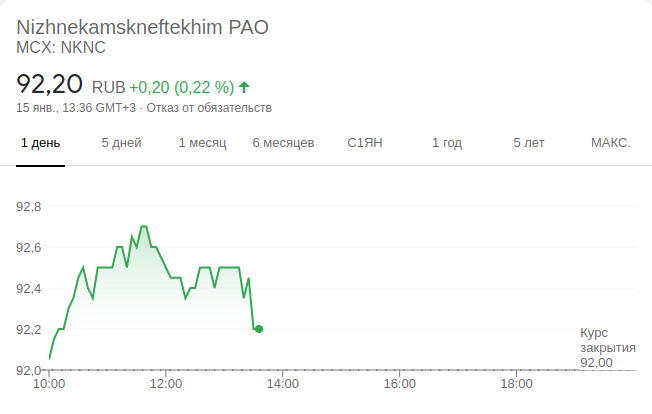 Nizhnekamskneftekhim PAO
MCX: NKNC
92,20 RUB +0,20 (0,22 %)
15 янв., 13:36 GMT+3 · Отказ от обязательств
1 день 5 дней 1 месяц 6 месяцев С1ЯН 1 год 5 лет МАКС.
92,8
92,6
92,4
92,2
92,0
Курс
закрытия
92,00
10:00 12:00 14:00 16:00 18:00